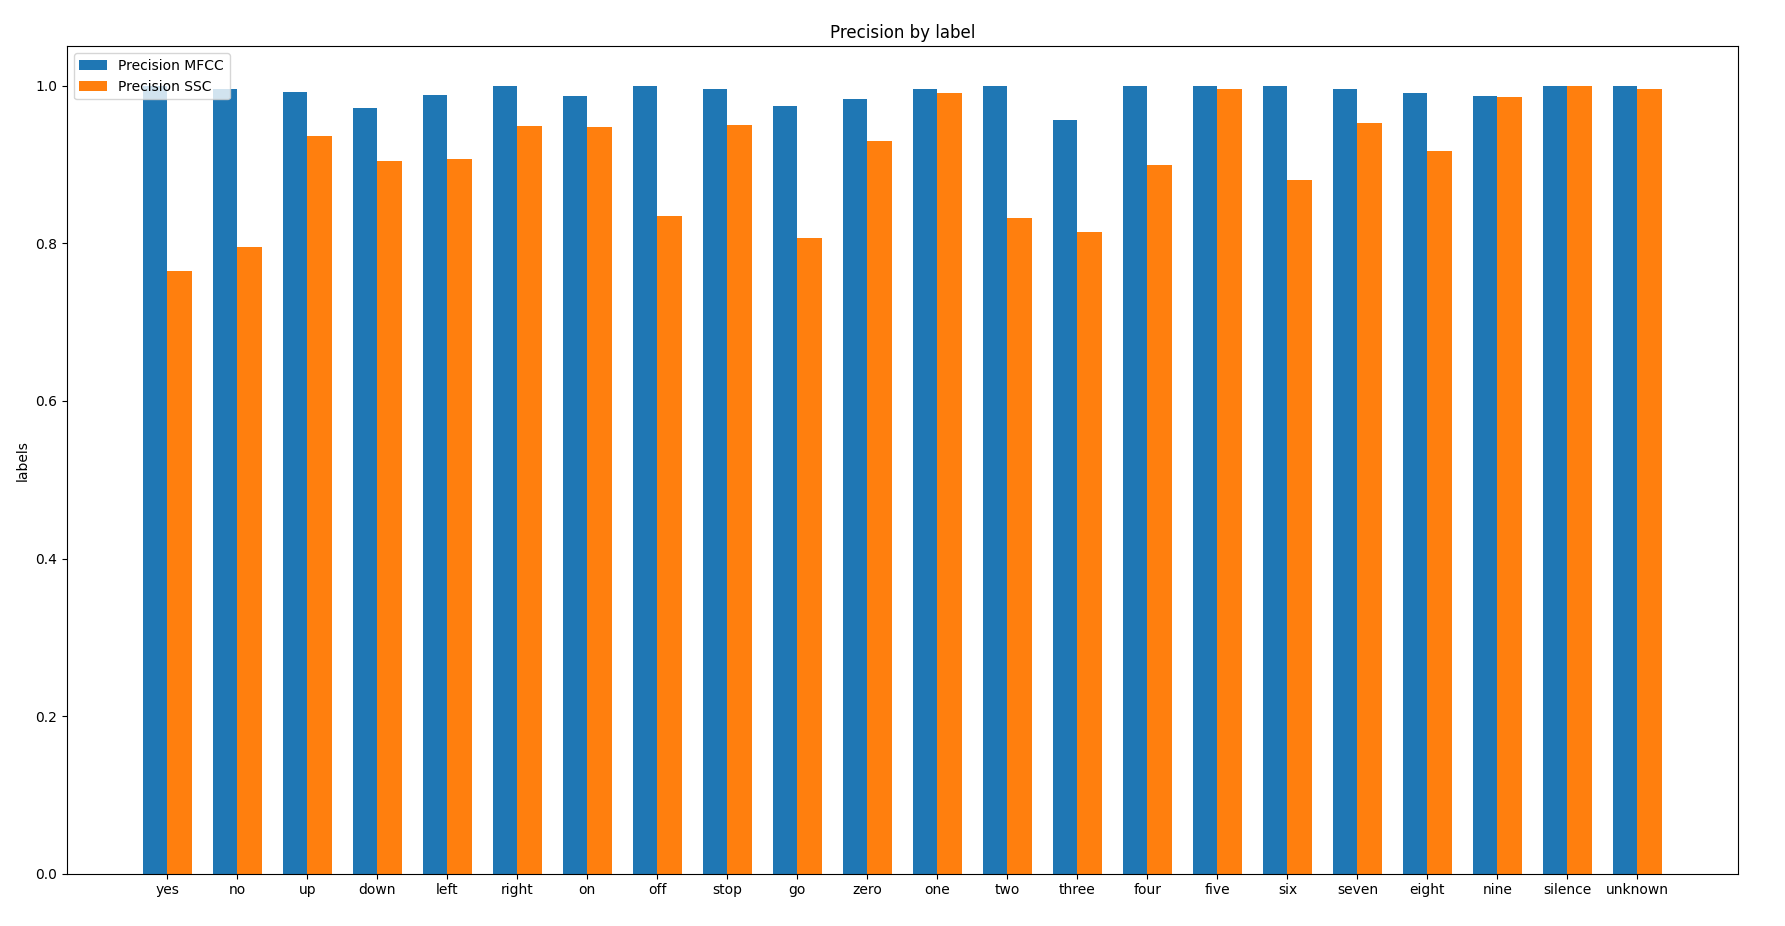 Precision by label
Precision MFCC
Precision SSC
1.0
0.8
0.6
0.4
0.2
0.0
labels
yes no up down left right on off stop go zero one two three four five six seven eight nine silence unknown